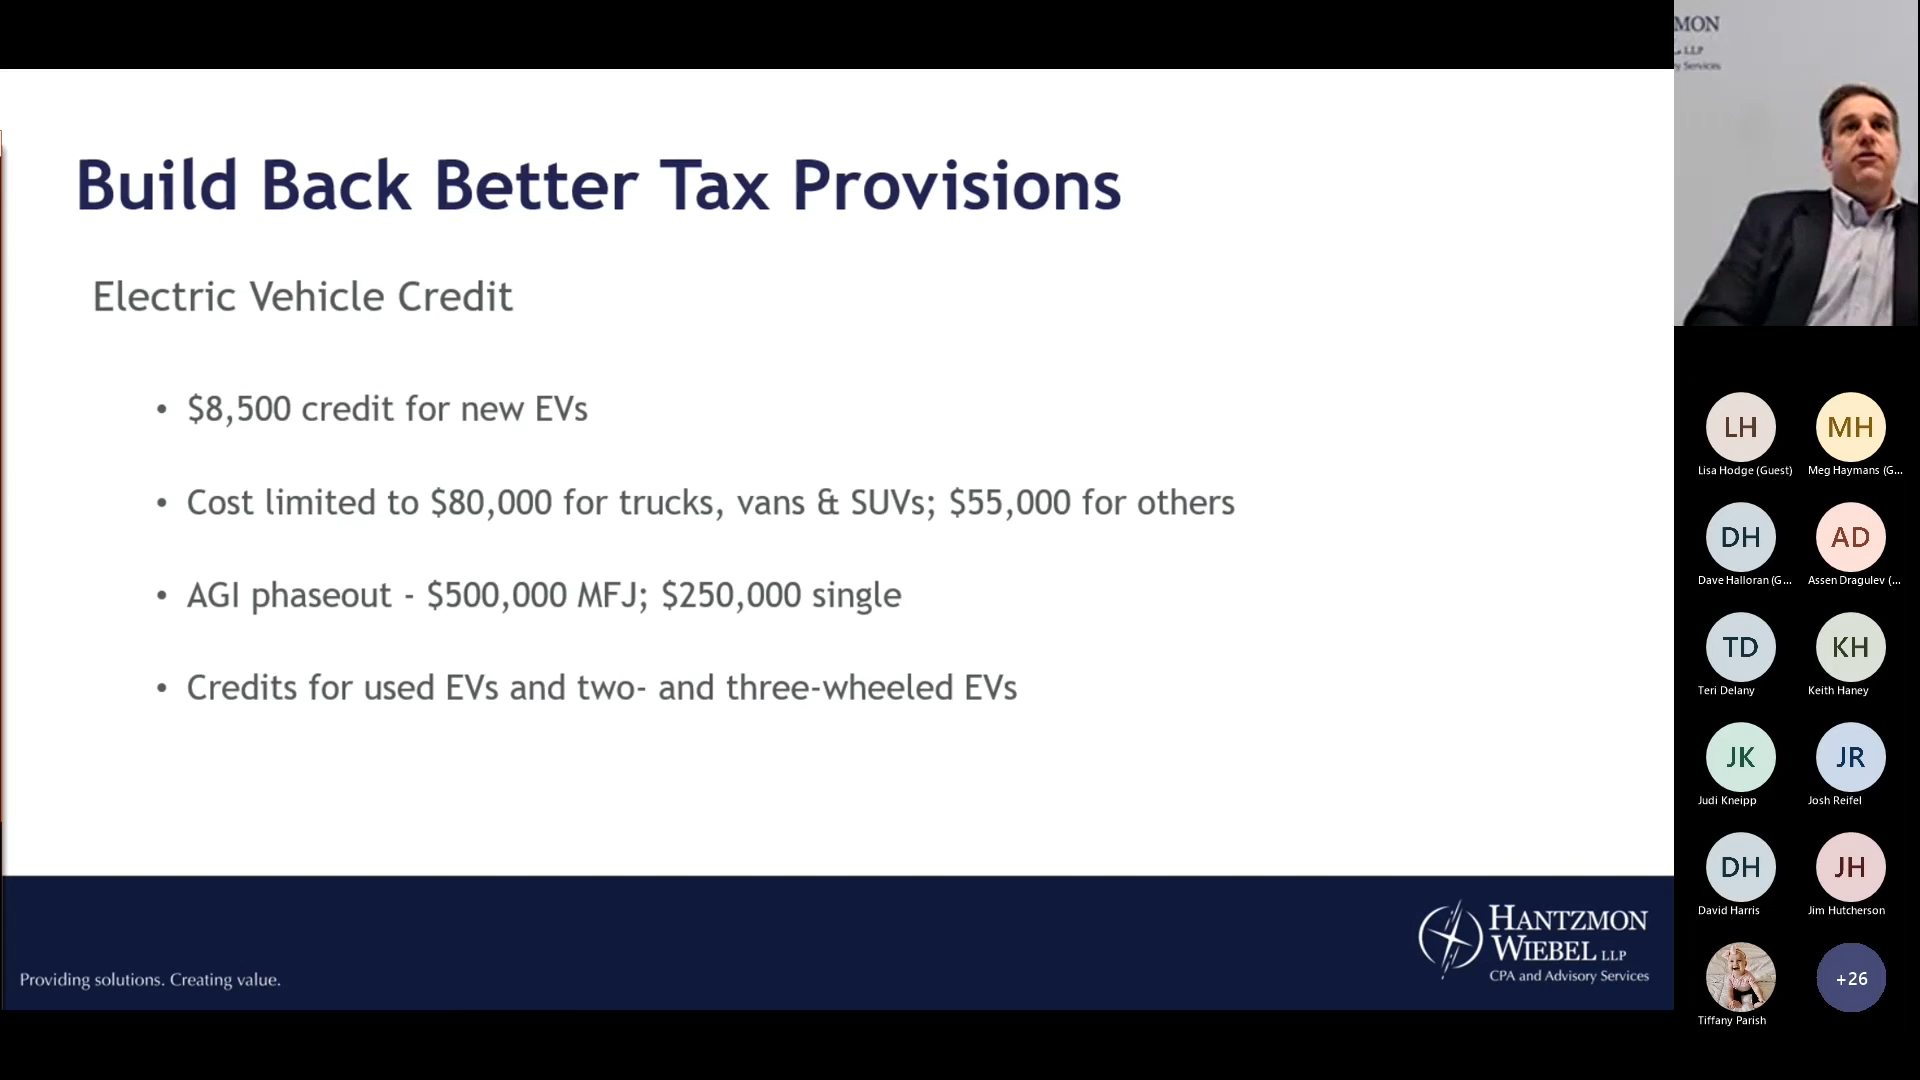 Build Back Better Tax Provisions
Electric Vehicle Credit
• $8,500 credit for new EVs
• Cost limited to $80,000 for trucks, vans & SUVs; $55,000 for others
• AGI phaseout - $500,000 MFJ; $250,000 single
• Credits for used EVs and two- and three-wheeled EVs
Providing solutions. Creating value.
HANTZMON
WIEBEL LLP
CPA and Advisory Services
MON
LLP
y Services
LH
MH
Lisa Hodge (Guest)
Meg Haymans (G...
DH
AD
Dave Halloran (G...
Assen Dragulev (...
TD
KH
Teri Delany
Keith Haney
JK
JR
Judi Kneipp
Josh Reifel
DH
JH
David Harris
Jim Hutcherson
+26
Tiffany Parish